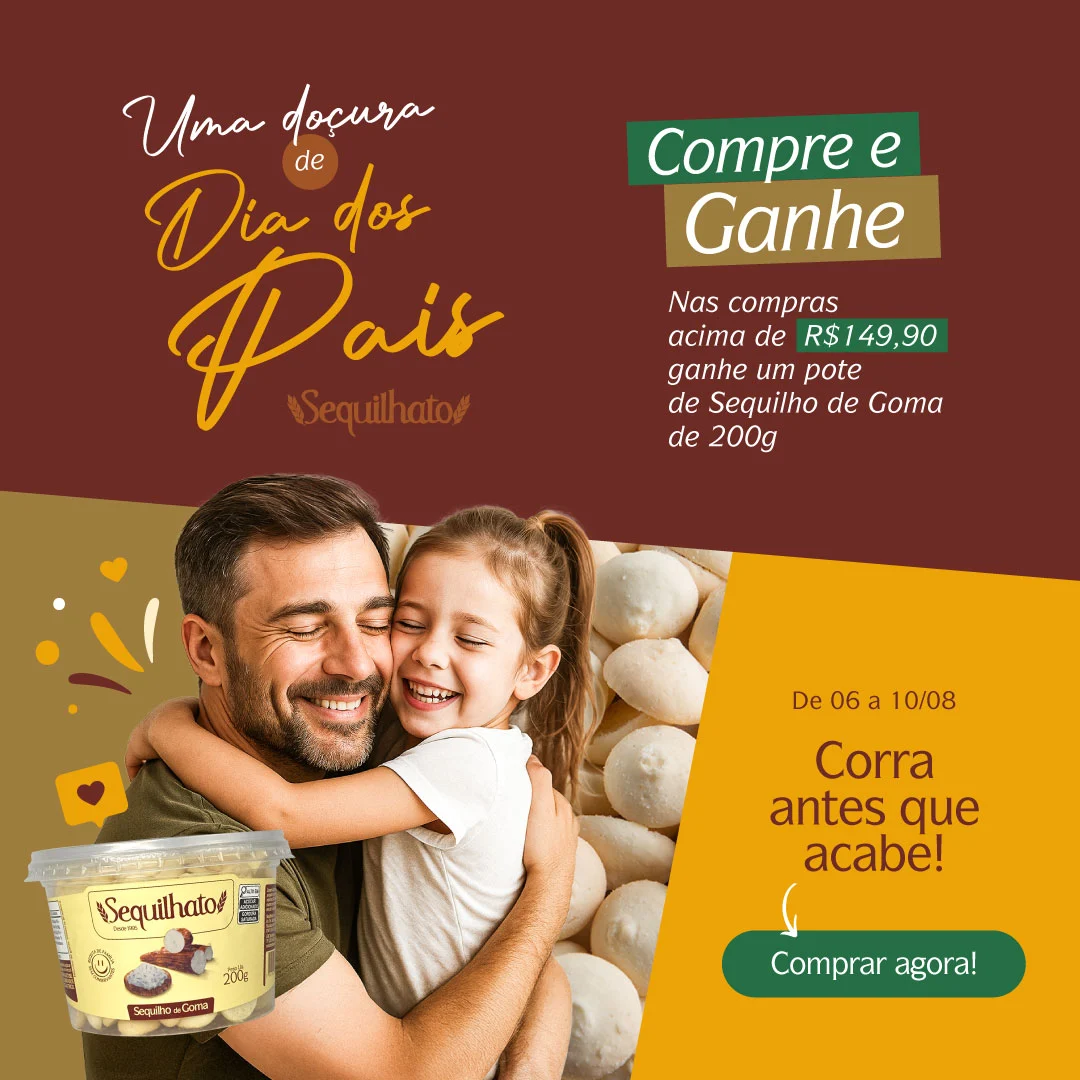 Uma doçura
de
Dia dos
Pais
Sequilhato
Compre e
Ganhe
Nas compras
acima de R$149,90
ganhe um pote
de Sequilho de Goma
de 200g
De 06 a 10/08
Corra
antes que
acabe!
Comprar agora!
Sequilhato
200g
Sequilho de Goma